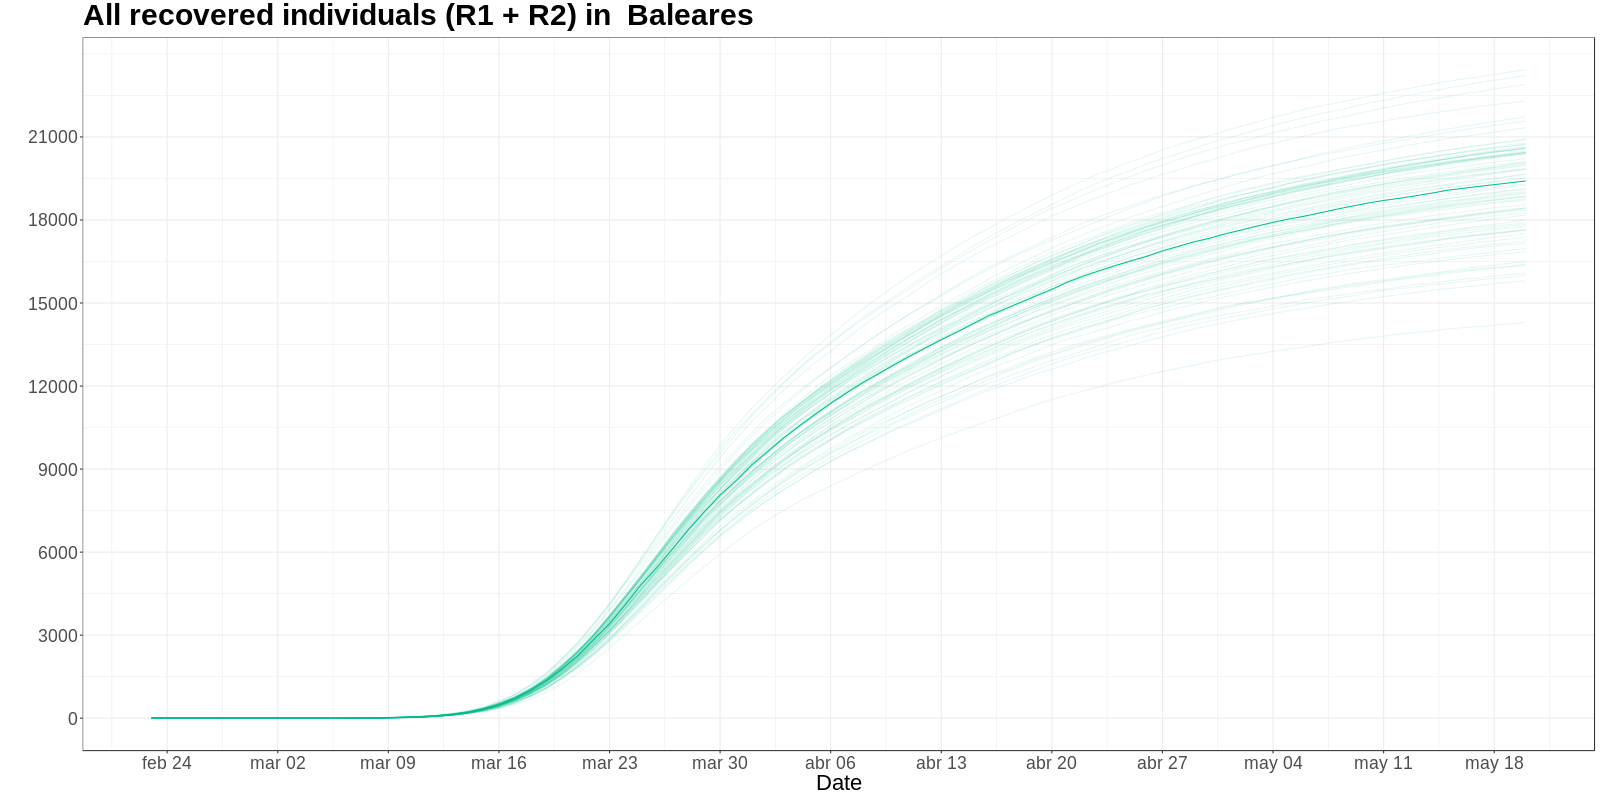 All recovered individuals (R1 + R2) in  Baleares
21000
18000
15000
12000
9000
6000
3000
0
feb 24 mar 02 mar 09 mar 16 mar 23 mar 30 abr 06 abr 13 abr 20 abr 27 may 04 may 11 may 18
Date